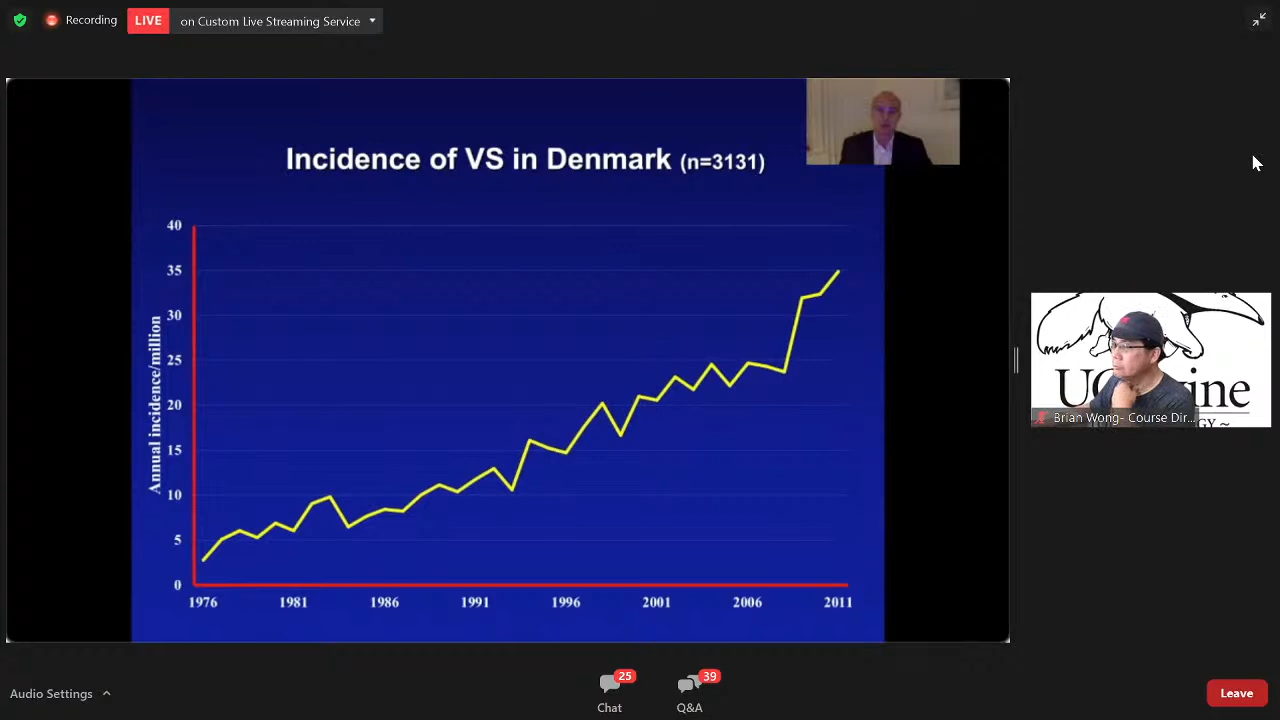 Recording
LIVE
on Custom Live Streaming Service
Incidence of VS in Denmark (n=3131)
Annual incidence/million
40
35
30
25
20
15
10
5
0
1976 1981 1986 1991 1996 2001 2006 2011
Brian Wong- Course Dir...
Audio Settings
25
Chat
39
Q&A
Leave